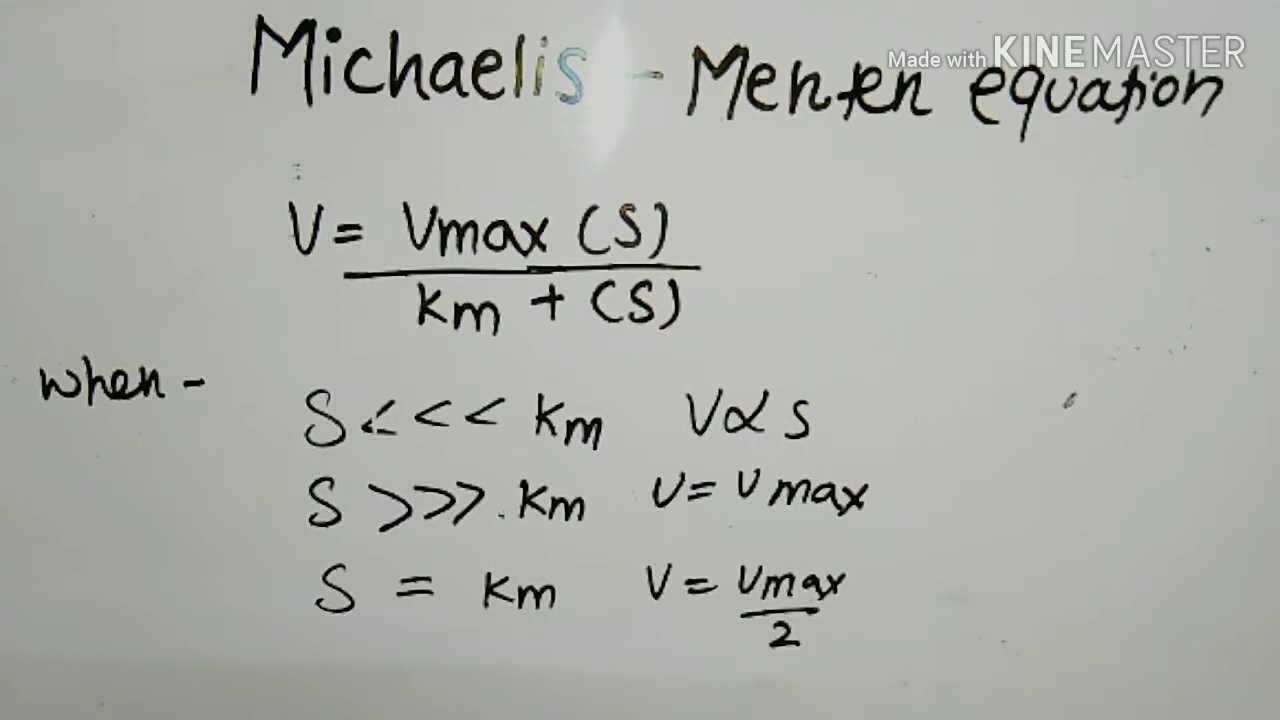 Made with KINEMASTER
Michaelis - Menten equation
V = Vmax (S)
Km + (S)
when -
S <<< Km V ∝ S
S >>> Km V = Vmax
S = Km V = Vmax
2